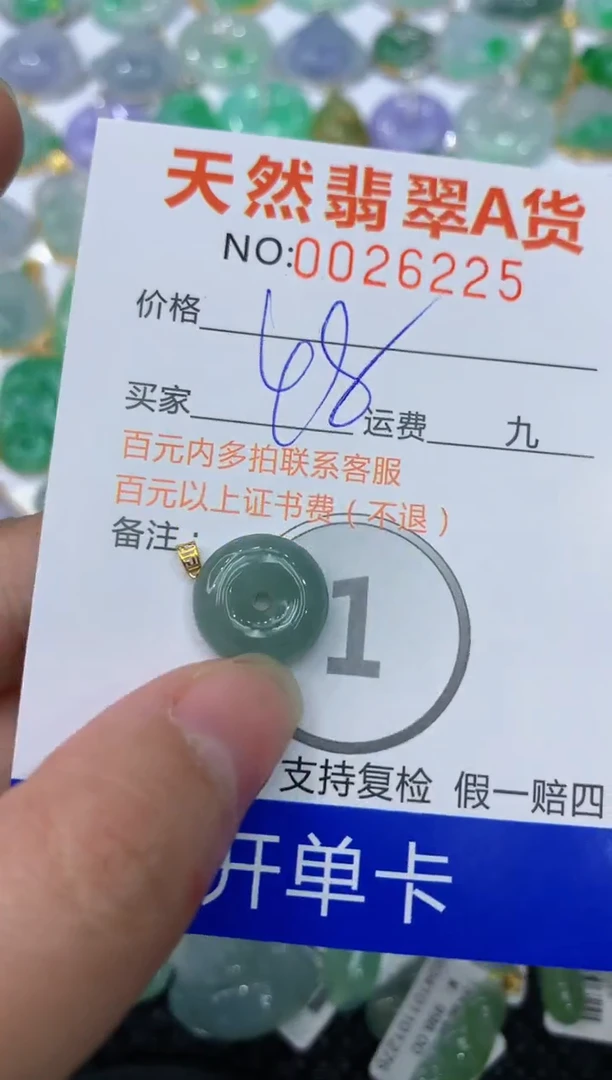 天然翡翠A货
NO:0026225
价格
68
买家 运费 九
百元内多拍联系客服
百元以上证书费（不退）
备注：
1
支持复检 假一赔四
开单卡